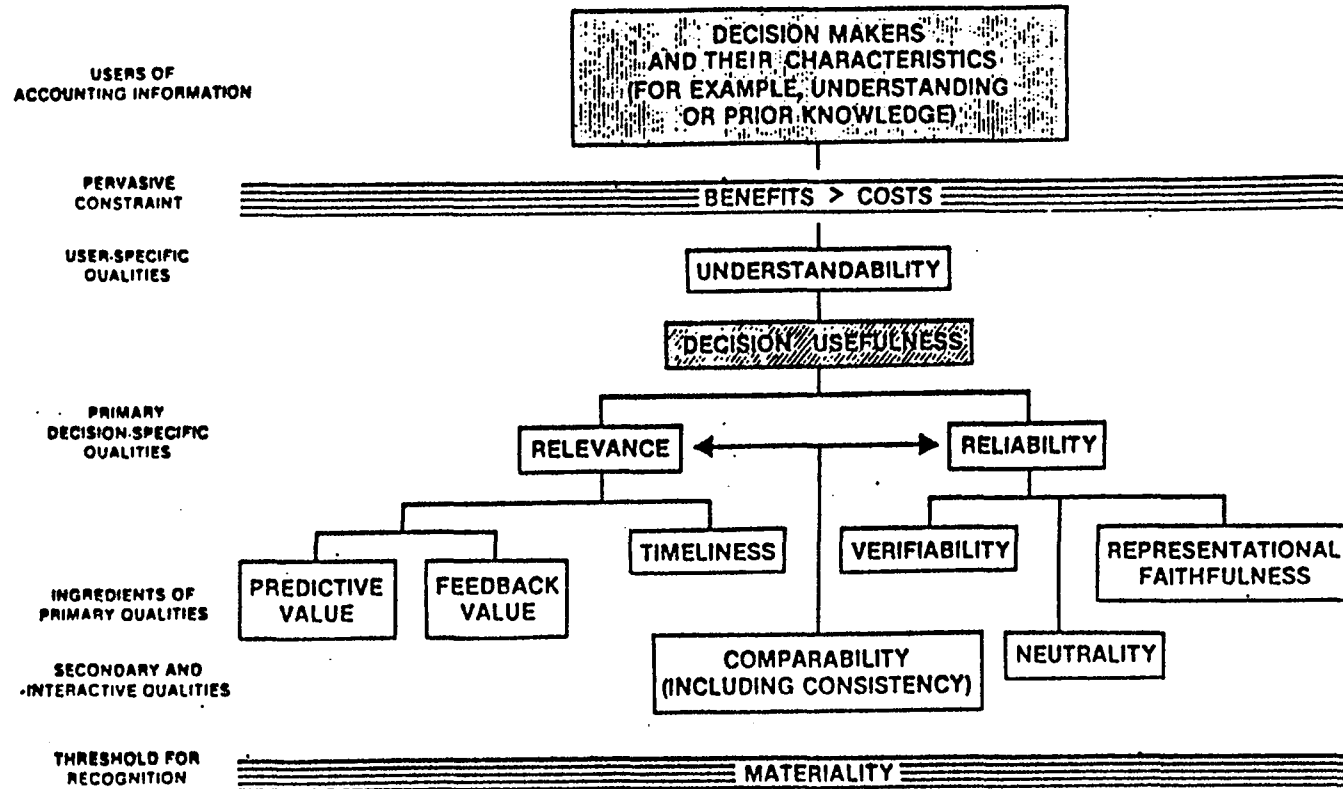 DECISION MAKERS
AND THEIR CHARACTERISTICS
(FOR EXAMPLE, UNDERSTANDING
OR PRIOR KNOWLEDGE)
USERS OF
ACCOUNTING INFORMATION
PERVASIVE
CONSTRAINT
BENEFITS > COSTS
USER-SPECIFIC
QUALITIES
UNDERSTANDABILITY
DECISION USEFULNESS
PRIMARY
DECISION-SPECIFIC
QUALITIES
RELEVANCE
RELIABILITY
TIMELINESS
VERIFIABILITY
REPRESENTATIONAL
FAITHFULNESS
INGREDIENTS OF
PRIMARY QUALITIES
PREDICTIVE
VALUE
FEEDBACK
VALUE
SECONDARY AND
INTERACTIVE QUALITIES
COMPARABILITY
(INCLUDING CONSISTENCY)
NEUTRALITY
THRESHOLD FOR
RECOGNITION
MATERIALITY